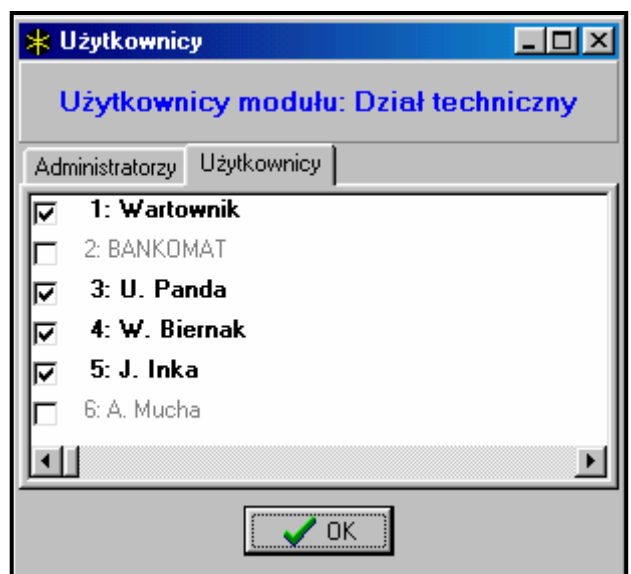 Użytkownicy
Użytkownicy modułu: Dział techniczny
Administratorzy Użytkownicy
1: Wartownik
2: BANKOMAT
3: U. Panda
4: W. Biernak
5: J. Inka
6: A. Mucha
OK